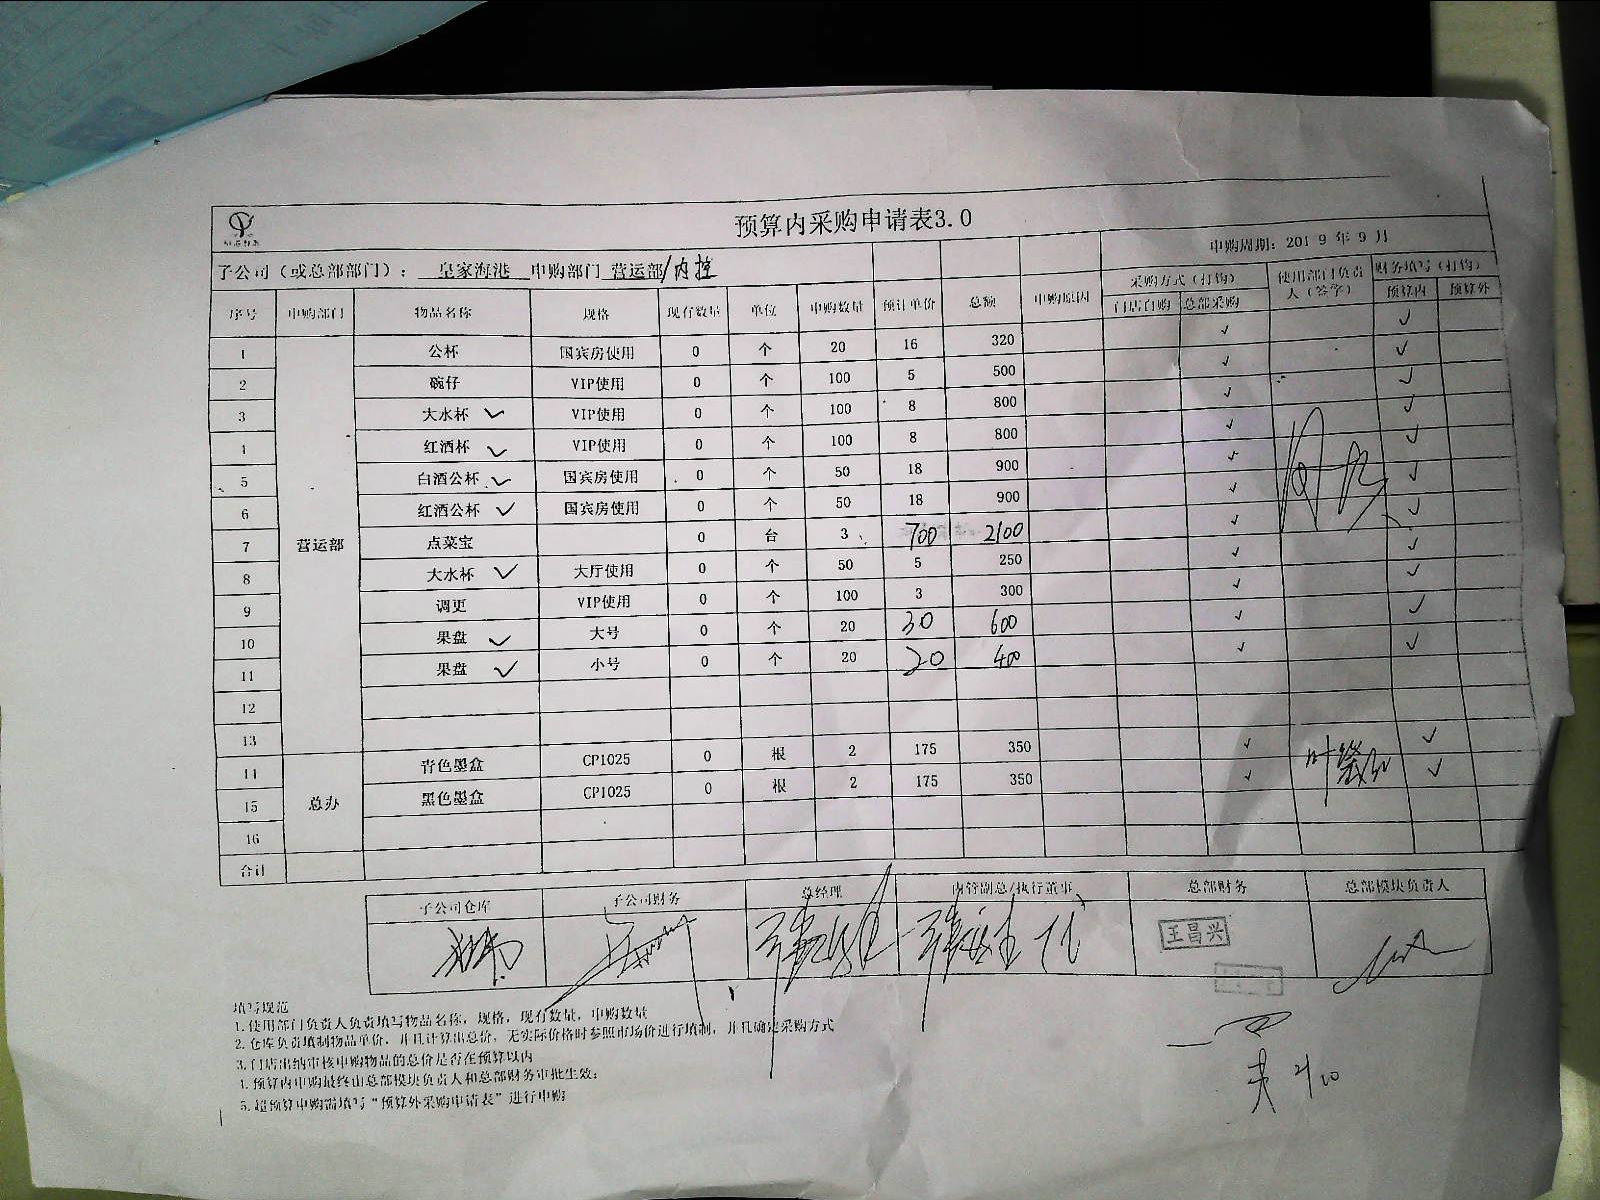 预算内采购申请表3.0
申购周期：2019年9月
子公司（或总部部门）： 皇家海港 申购部门 营运部/内控
序号 申购部门 物品名称 规格 现有数量 单位 申购数量 预计单价 总额 申购原因 采购方式（打钩） 使用部门负责人（签字） 财务填写（打钩）
门店自购 总部采购 预算内 预算外
营运部
1 公杯 国宾房使用 0 个 20 16 320 ✓ ✓
2 碗仔 VIP使用 0 个 100 5 500 ✓ ✓
3 大水杯 ✓ VIP使用 0 个 100 8 800 ✓ ✓
4 红酒杯 ✓ VIP使用 0 个 100 8 800 ✓ ✓
5 白酒公杯 ✓ 国宾房使用 0 个 50 18 900 ✓ ✓
6 红酒公杯 ✓ 国宾房使用 0 个 50 18 900 ✓ ✓
7 点菜宝 0 台 3 700 2100 ✓ ✓
8 大水杯 ✓ 大厅使用 0 个 50 5 250 ✓ ✓
9 调更 VIP使用 0 个 100 3 300 ✓ ✓
10 果盘 ✓ 大号 0 个 20 30 600 ✓ ✓
11 果盘 ✓ 小号 0 个 20 20 400 ✓ ✓
12
13
总办
14 青色墨盒 CP1025 0 根 2 175 350 ✓ ✓
15 黑色墨盒 CP1025 0 根 2 175 350 ✓ ✓
16
合计
子公司仓库 子公司财务 总经理 内管副总/执行董事 总部财务 总部模块负责人
王昌兴
填写规范
1.使用部门负责人负责填写物品名称，规格，现有数量，申购数量
2.仓库负责填制物品单价，并且计算出总价，无实际价格时参照市场价进行填制，并且确定采购方式
3.门店出纳审核申购物品的总价是否在预算以内
4.预算内申购最终由总部模块负责人和总部财务审批生效；
5.超预算申购需填写“预算外采购申请表”进行申购